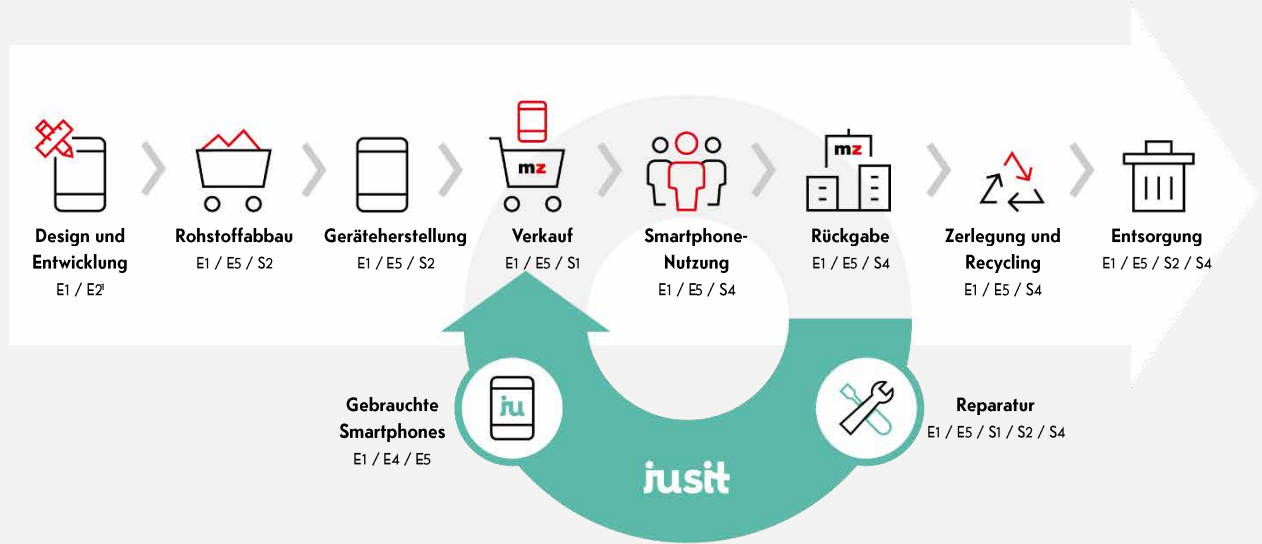 mz
mz
Design und
Entwicklung
E1 / E2¹
Rohstoffabbau
E1 / E5 / S2
Geräteherstellung
E1 / E5 / S2
Verkauf
E1 / E5 / S1
Smartphone-
Nutzung
E1 / E5 / S4
Rückgabe
E1 / E5 / S4
Zerlegung und
Recycling
E1 / E5 / S4
Entsorgung
E1 / E5 / S2 / S4
Gebrauchte
Smartphones
E1 / E4 / E5
ju
Reparatur
E1 / E5 / S1 / S2 / S4
jusit